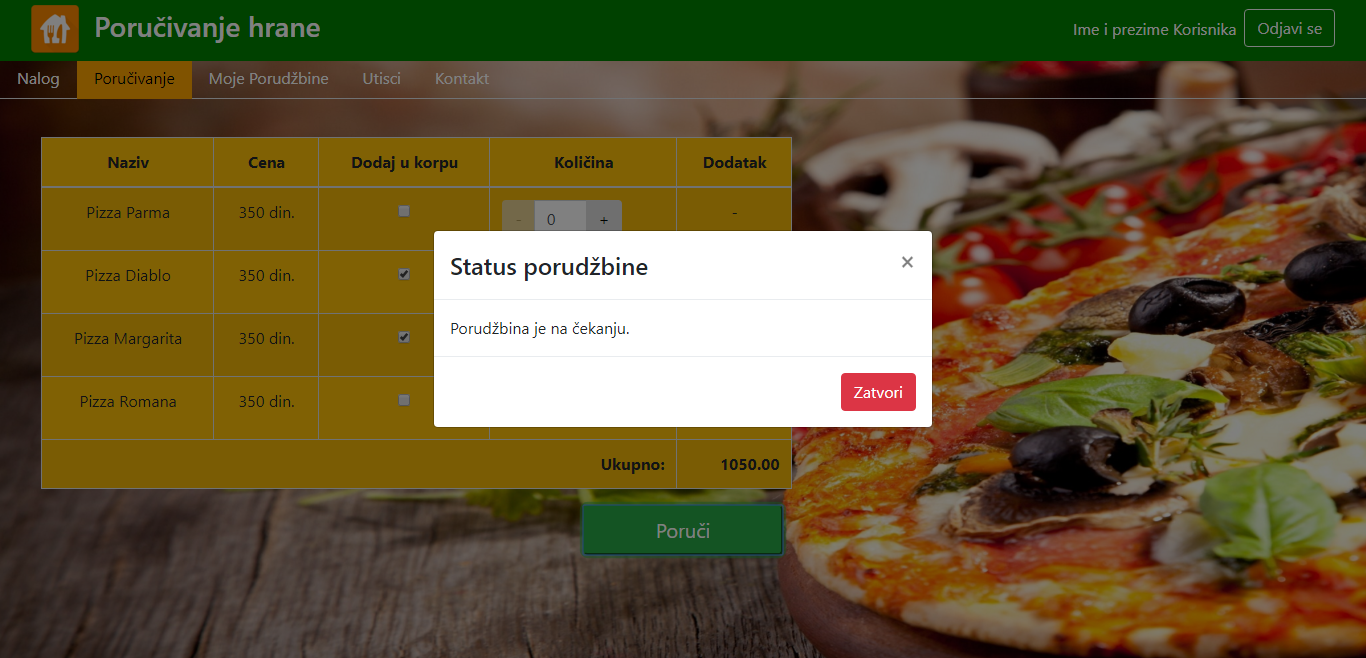 Poručivanje hrane
Ime i prezime Korisnika Odjavi se
Nalog Poručivanje Moje Porudžbine Utisci Kontakt
Naziv Cena Dodaj u korpu Količina Dodatak
Pizza Parma 350 din. - 0 + -
Pizza Diablo 350 din.
Pizza Margarita 350 din.
Pizza Romana 350 din.
Ukupno: 1050.00
Poruči
Status porudžbine ×
Porudžbina je na čekanju.
Zatvori